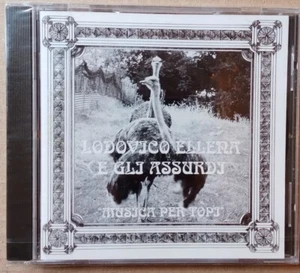 LODOVICO ELLENA
E GLI ASSURDI
MUSICA PER TOPI